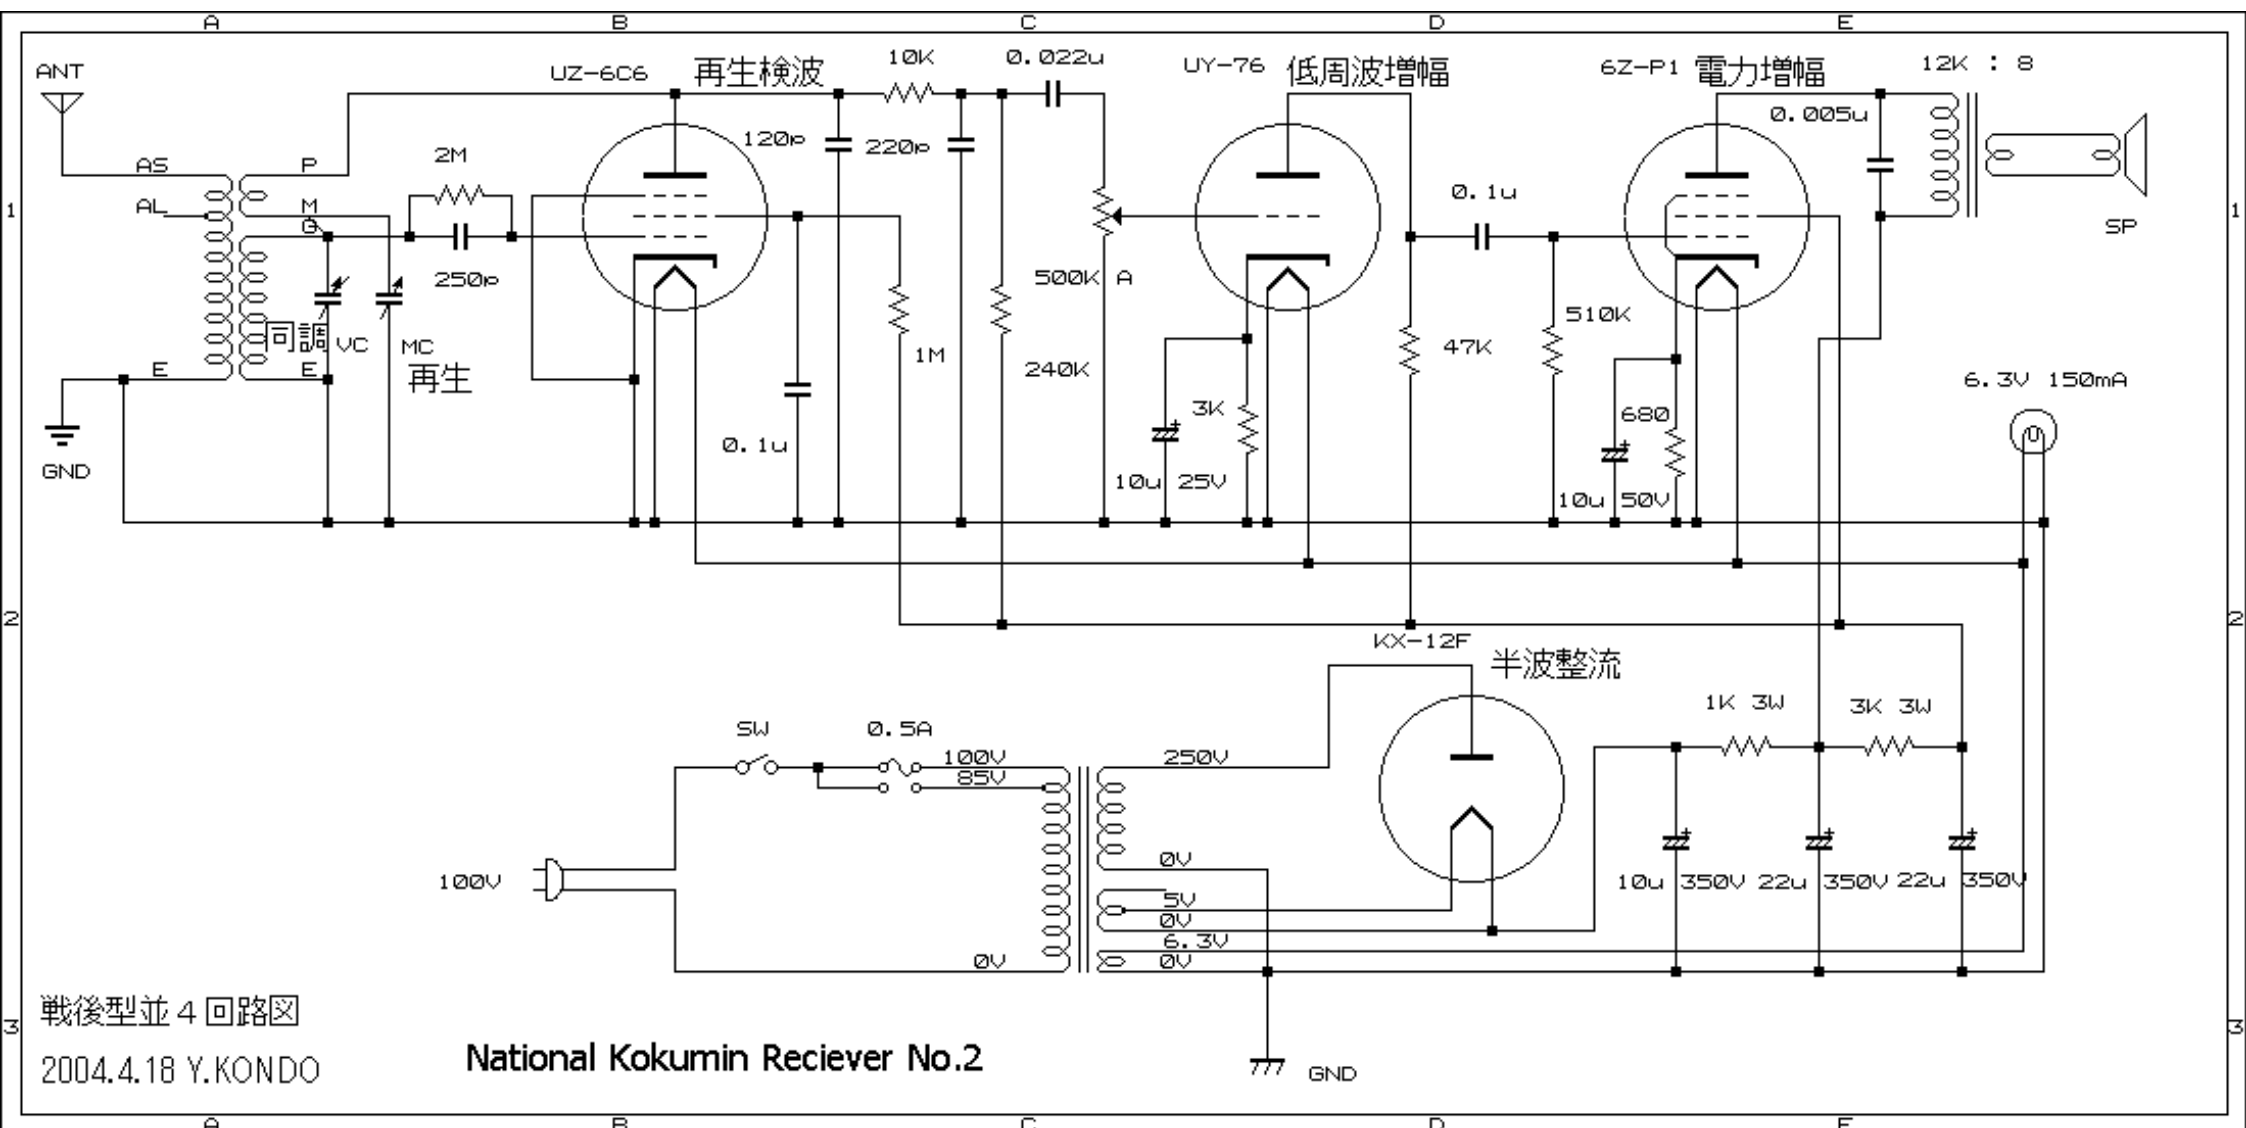 A B C D E
ANT
UZ-6C6 再生検波
10K
0.022u
UY-76 低周波増幅
6Z-P1 電力増幅
12K : 8
AS
AL
P
M
G
E
E
2M
250p
同調 VC
MC
再生
GND
120p
220p
0.1u
1M
240K
500K A
3K
10u 25V
47K
0.1u
510K
680
10u 50V
0.005u
SP
6.3V 150mA
1
1
2
2
KX-12F
半波整流
SW
0.5A
100V
85V
0V
100V
250V
0V
5V
0V
6.3V
0V
1K 3W
3K 3W
10u 350V 22u 350V 22u 350V
GND
3
3
戦後型並4回路図
2004.4.18 Y.KONDO
National Kokumin Reciever No.2
A B C D E